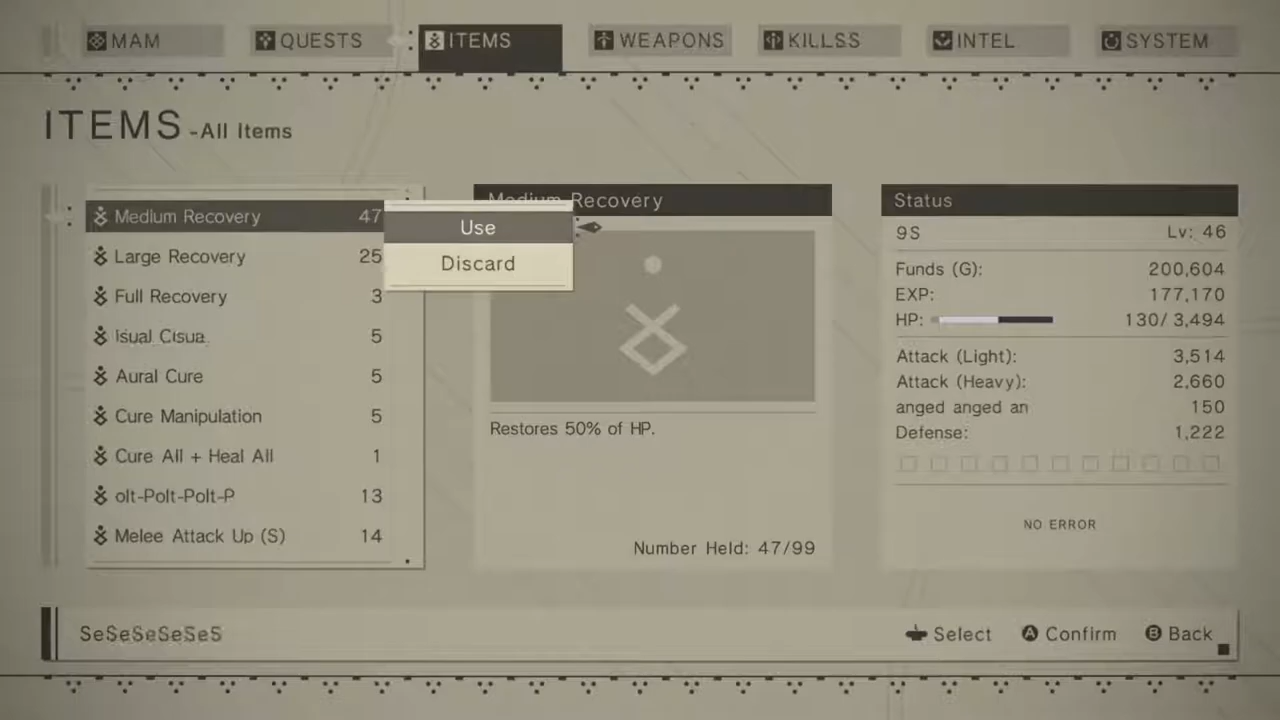 MAM QUESTS ITEMS WEAPONS KILLSS INTEL SYSTEM
ITEMS -All Items
Medium Recovery 47
Large Recovery 25
Full Recovery 3
Isual Cisua. 5
Aural Cure 5
Cure Manipulation 5
Cure All + Heal All 1
olt-Polt-Polt-P 13
Melee Attack Up (S) 14
Use
Discard
Medium Recovery
Restores 50% of HP.
Number Held: 47/99
Status
9S Lv: 46
Funds (G): 200,604
EXP: 177,170
HP: 130/ 3,494
Attack (Light): 3,514
Attack (Heavy): 2,660
anged anged an 150
Defense: 1,222
NO ERROR
SeSeSeSeSeS
Select A Confirm B Back